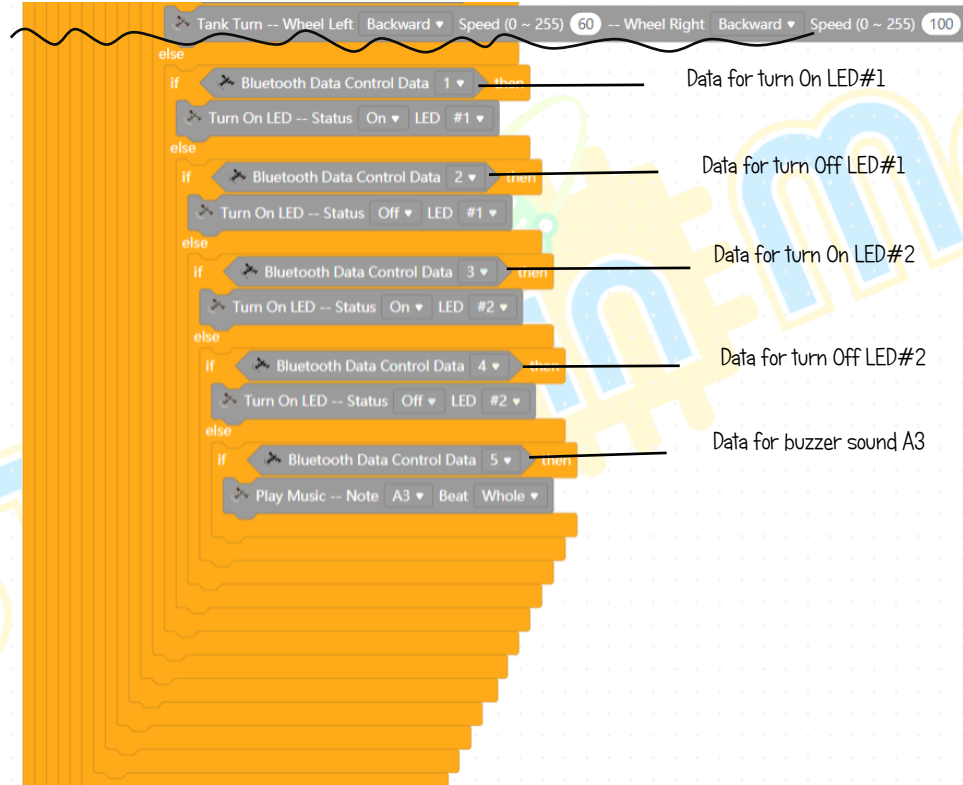 Tank Turn -- Wheel Left Backward Speed (0 ~ 255) 60 -- Wheel Right Backward Speed (0 ~ 255) 100
else
if Bluetooth Data Control Data 1 then Data for turn On LED#1
Turn On LED -- Status On LED #1
else
if Bluetooth Data Control Data 2 then Data for turn Off LED#1
Turn On LED -- Status Off LED #1
else
if Bluetooth Data Control Data 3 then Data for turn On LED#2
Turn On LED -- Status On LED #2
else
if Bluetooth Data Control Data 4 then Data for turn Off LED#2
Turn On LED -- Status Off LED #2
else
if Bluetooth Data Control Data 5 then Data for buzzer sound A3
Play Music -- Note A3 Beat Whole